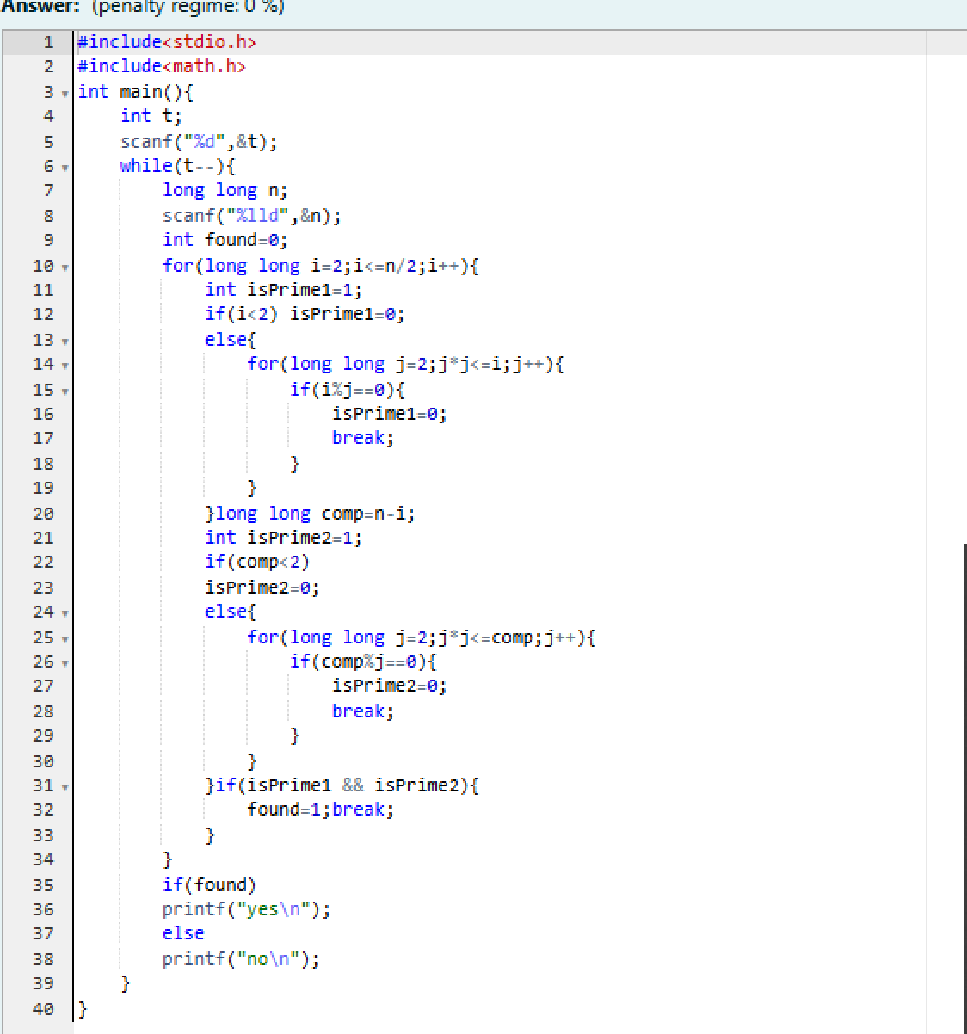 Answer: (penalty regime: 0 %)
1 #include<stdio.h>
2 #include<math.h>
3 int main(){
4     int t;
5     scanf("%d",&t);
6     while(t--){
7         long long n;
8         scanf("%lld",&n);
9         int found=0;
10         for(long long i=2;i<=n/2;i++){
11             int isPrime1=1;
12             if(i<2) isPrime1=0;
13             else{
14                 for(long long j=2;j*j<=i;j++){
15                     if(i%j==0){
16                         isPrime1=0;
17                         break;
18                     }
19                 }
20             }long long comp=n-i;
21             int isPrime2=1;
22             if(comp<2)
23             isPrime2=0;
24             else{
25                 for(long long j=2;j*j<=comp;j++){
26                     if(comp%j==0){
27                         isPrime2=0;
28                         break;
29                     }
30                 }
31             }if(isPrime1 && isPrime2){
32                 found=1;break;
33             }
34         }
35         if(found)
36         printf("yes\n");
37         else
38         printf("no\n");
39     }
40 }